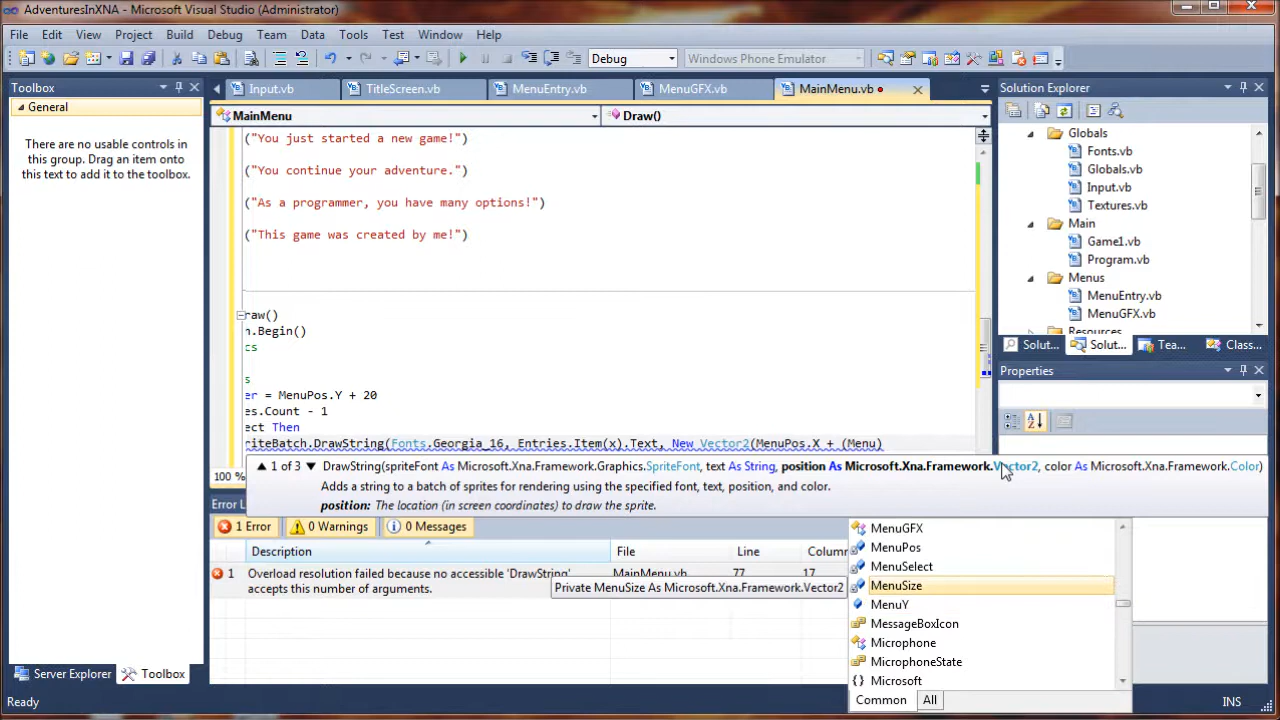 AdventuresInXNA - Microsoft Visual Studio (Administrator)
File Edit View Project Build Debug Team Data Tools Test Window Help
Debug Windows Phone Emulator
Toolbox
General
There are no usable controls in
this group. Drag an item onto
this text to add it to the toolbox.
Server Explorer Toolbox
Input.vb TitleScreen.vb MenuEntry.vb MenuGFX.vb MainMenu.vb
MainMenu Draw()
("You just started a new game!")
("You continue your adventure.")
("As a programmer, you have many options!")
("This game was created by me!")
raw()
h.Begin()
cs
s
er = MenuPos.Y + 20
es.Count - 1
ect Then
riteBatch.DrawString(Fonts.Georgia_16, Entries.Item(x).Text, New Vector2(MenuPos.X + (Menu)
1 of 3 DrawString(spriteFont As Microsoft.Xna.Framework.Graphics.SpriteFont, text As String, position As Microsoft.Xna.Framework.Vector2, color As Microsoft.Xna.Framework.Color)
Adds a string to a batch of sprites for rendering using the specified font, text, position, and color.
position: The location (in screen coordinates) to draw the sprite.
100 %
Error L
1 Error 0 Warnings 0 Messages
Description File Line Column
1 Overload resolution failed because no accessible 'DrawString' MainMenu.vb 77 17
accepts this number of arguments.
Private MenuSize As Microsoft.Xna.Framework.Vector2
MenuGFX
MenuPos
MenuSelect
MenuSize
MenuY
MessageBoxIcon
Microphone
MicrophoneState
{} Microsoft
Common All
Solution Explorer
Globals
Fonts.vb
Globals.vb
Input.vb
Textures.vb
Main
Game1.vb
Program.vb
Menus
MenuEntry.vb
MenuGFX.vb
Resources
Solut... Solut... Tea... Class...
Properties
Ready INS